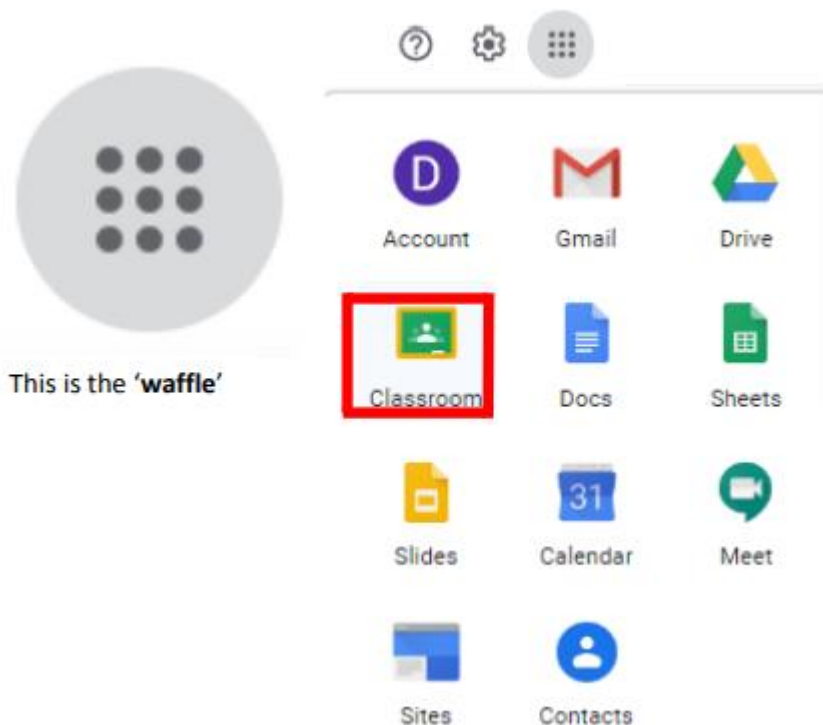 D
Account Gmail Drive
Classroom Docs Sheets
This is the ‘waffle’
31
Slides Calendar Meet
Sites Contacts